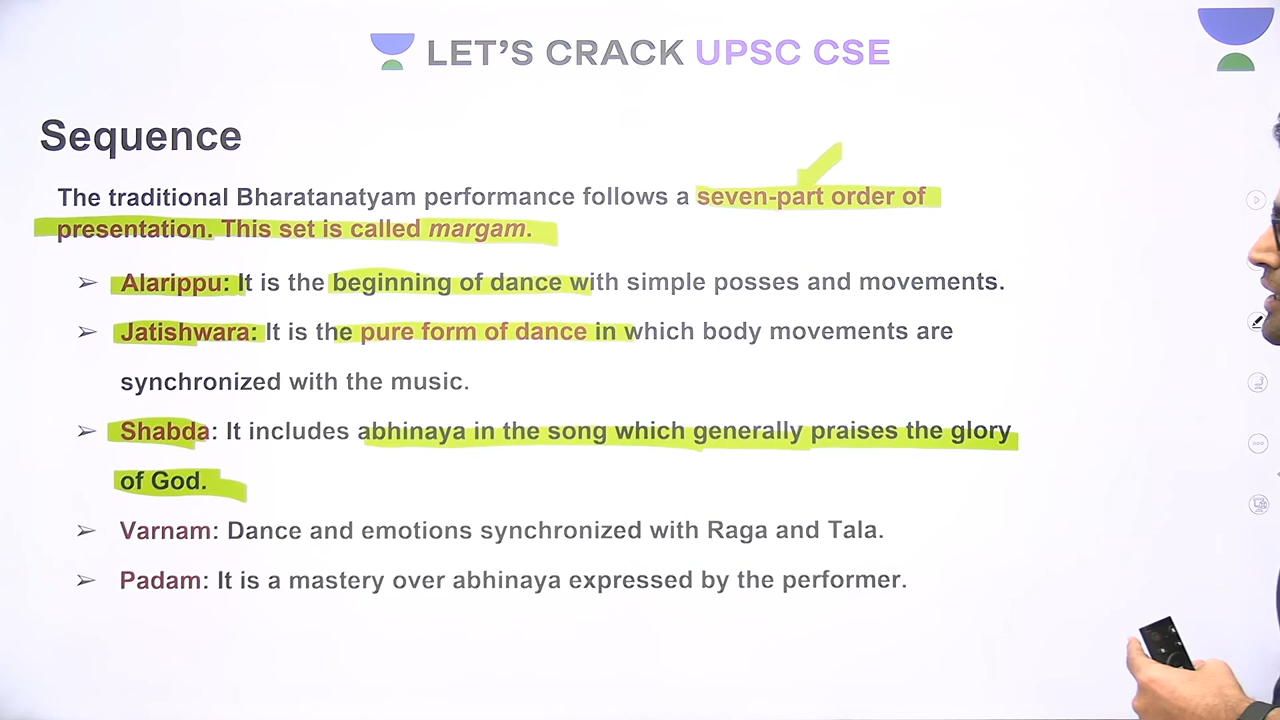 LET'S CRACK UPSC CSE
Sequence
The traditional Bharatanatyam performance follows a seven-part order of
presentation. This set is called margam.
➢ Alarippu: It is the beginning of dance with simple posses and movements.
➢ Jatishwara: It is the pure form of dance in which body movements are
synchronized with the music.
➢ Shabda: It includes abhinaya in the song which generally praises the glory
of God.
➢ Varnam: Dance and emotions synchronized with Raga and Tala.
➢ Padam: It is a mastery over abhinaya expressed by the performer.